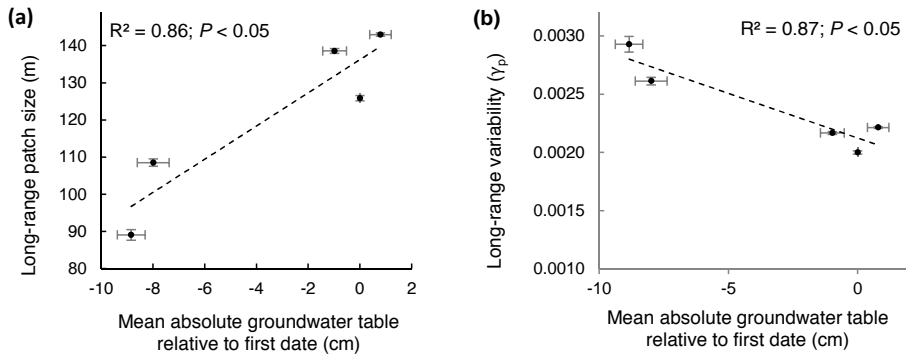 (a)
R² = 0.86; P < 0.05
Long-range patch size (m)
140
130
120
110
100
90
80
-10 -8 -6 -4 -2 0 2
Mean absolute groundwater table
relative to first date (cm)
(b)
R² = 0.87; P < 0.05
Long-range variability (γp)
0.0030
0.0025
0.0020
0.0015
0.0010
-10 -5 0
Mean absolute groundwater table
relative to first date (cm)